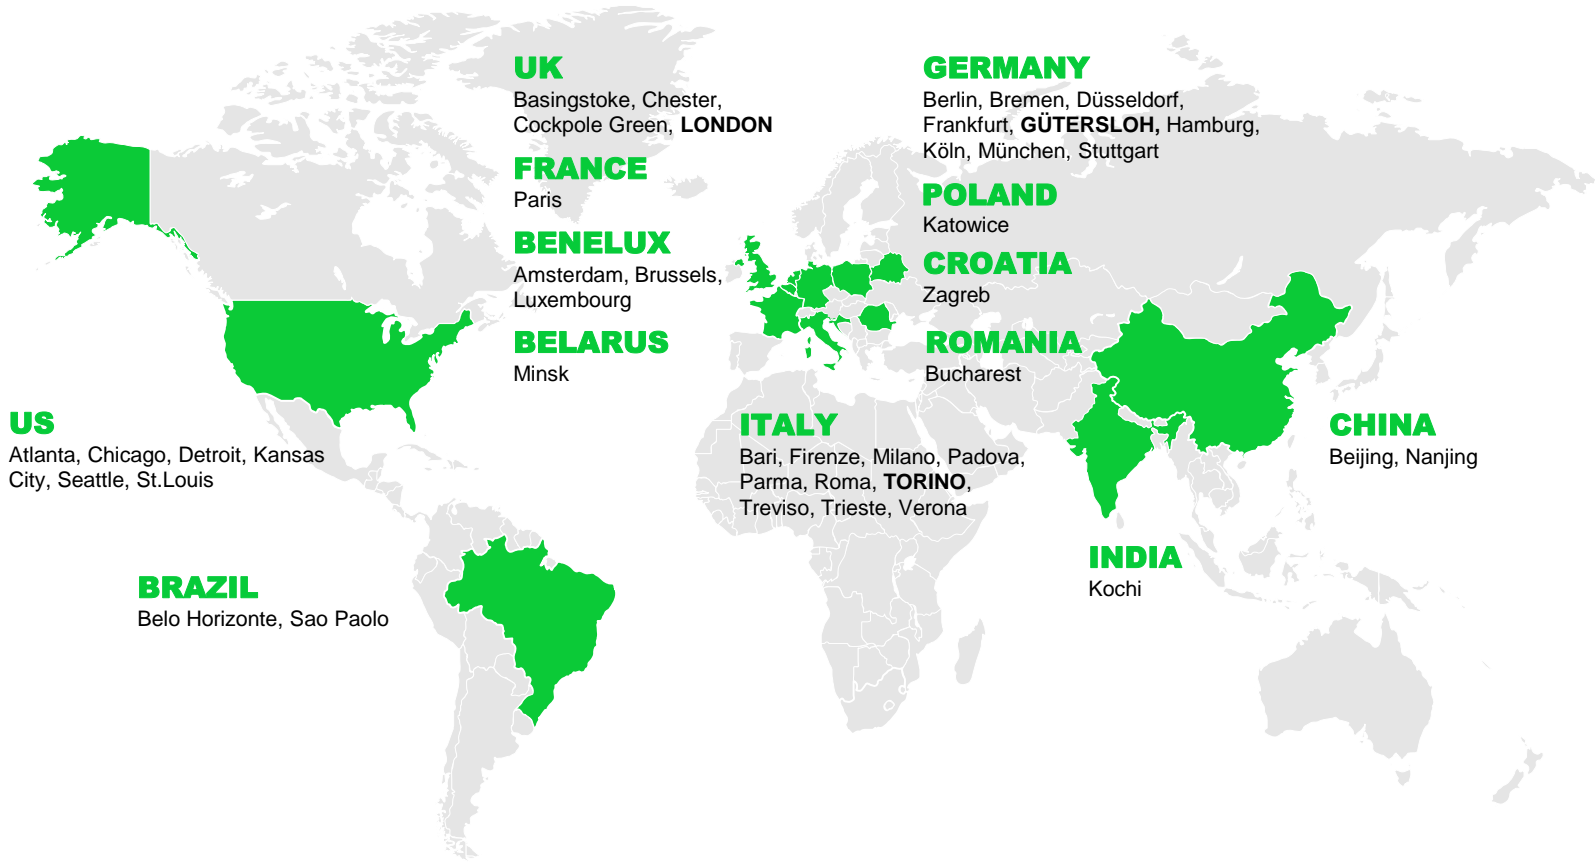 UK
Basingstoke, Chester,
Cockpole Green, LONDON
FRANCE
Paris
BENELUX
Amsterdam, Brussels,
Luxembourg
BELARUS
Minsk
GERMANY
Berlin, Bremen, Düsseldorf,
Frankfurt, GÜTERSLOH, Hamburg,
Köln, München, Stuttgart
POLAND
Katowice
CROATIA
Zagreb
ROMANIA
Bucharest
US
Atlanta, Chicago, Detroit, Kansas
City, Seattle, St.Louis
ITALY
Bari, Firenze, Milano, Padova,
Parma, Roma, TORINO,
Treviso, Trieste, Verona
CHINA
Beijing, Nanjing
INDIA
Kochi
BRAZIL
Belo Horizonte, Sao Paolo